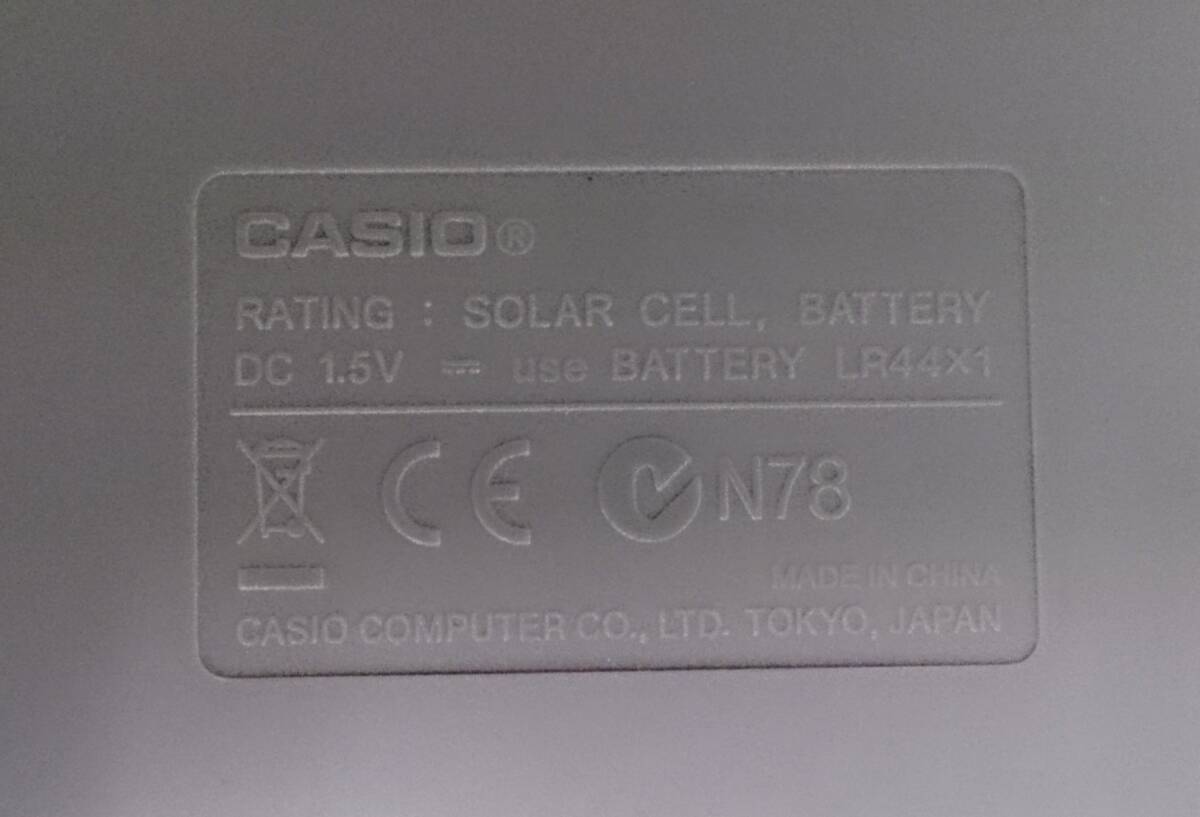 CASIO®
RATING : SOLAR CELL, BATTERY
DC 1.5V ⎓ use BATTERY LR44X1
CE N78
MADE IN CHINA
CASIO COMPUTER CO., LTD. TOKYO, JAPAN